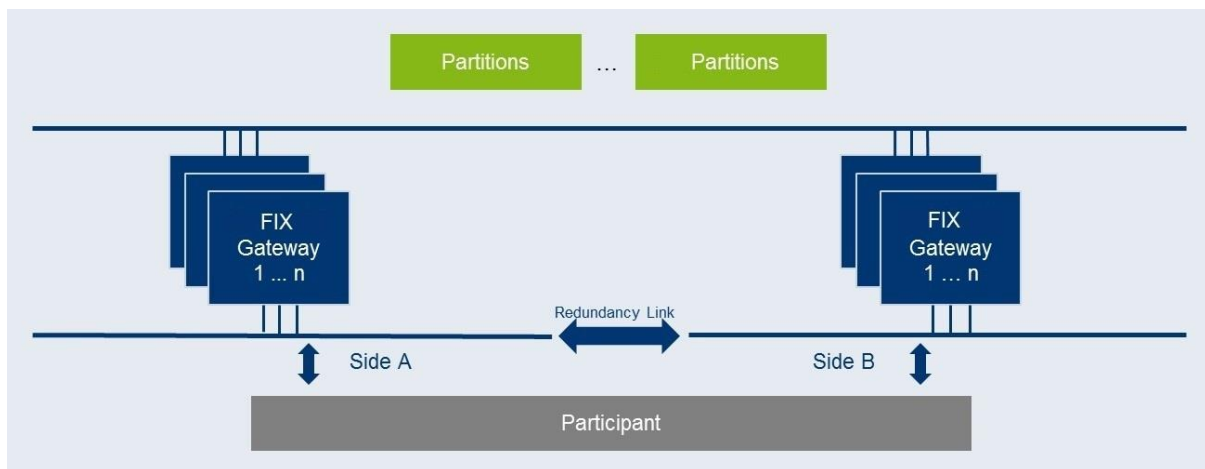 Partitions ... Partitions
FIX
Gateway
1 ... n
FIX
Gateway
1 ... n
Redundancy Link
Side A
Side B
Participant